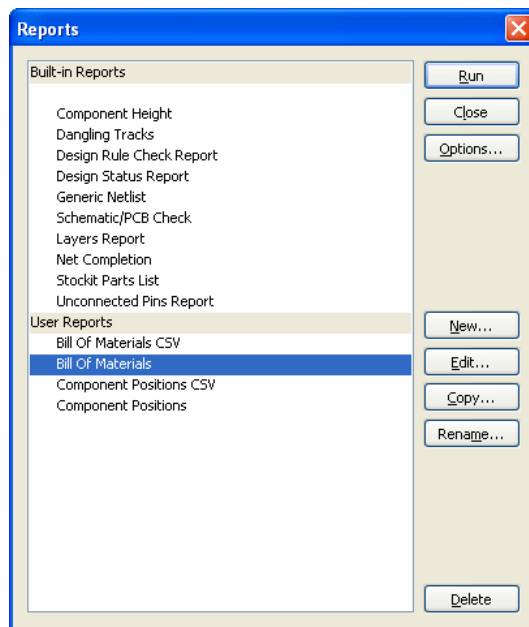 Reports
Built-in Reports
Component Height
Dangling Tracks
Design Rule Check Report
Design Status Report
Generic Netlist
Schematic/PCB Check
Layers Report
Net Completion
Stockit Parts List
Unconnected Pins Report
User Reports
Bill Of Materials CSV
Bill Of Materials
Component Positions CSV
Component Positions
Run
Close
Options...
New...
Edit...
Copy...
Rename...
Delete